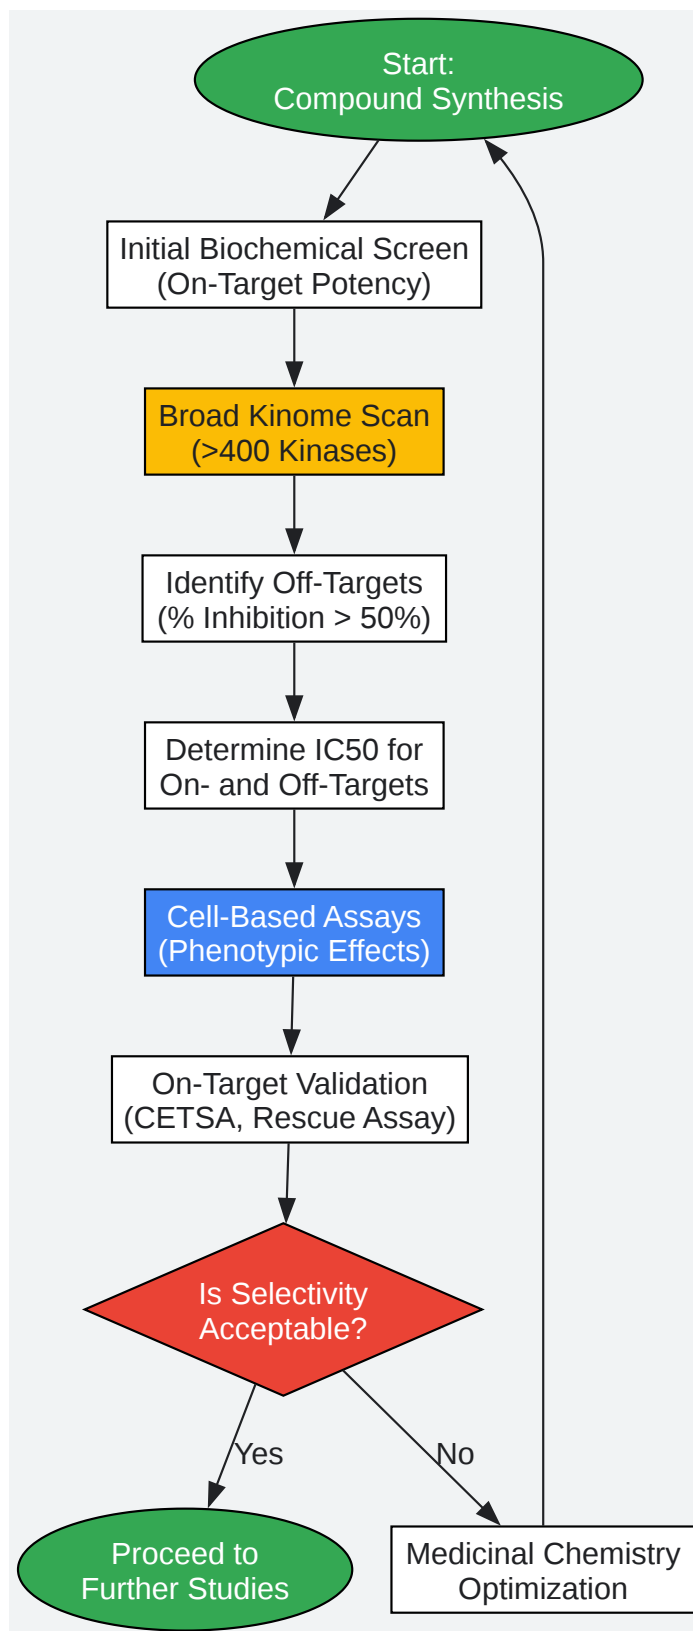 Start:
Compound Synthesis
Initial Biochemical Screen
(On-Target Potency)
Broad Kinome Scan
(>400 Kinases)
Identify Off-Targets
(% Inhibition > 50%)
Determine IC50 for
On- and Off-Targets
Cell-Based Assays
(Phenotypic Effects)
On-Target Validation
(CETSA, Rescue Assay)
Is Selectivity
Acceptable?
Yes
No
Proceed to
Further Studies
Medicinal Chemistry
Optimization